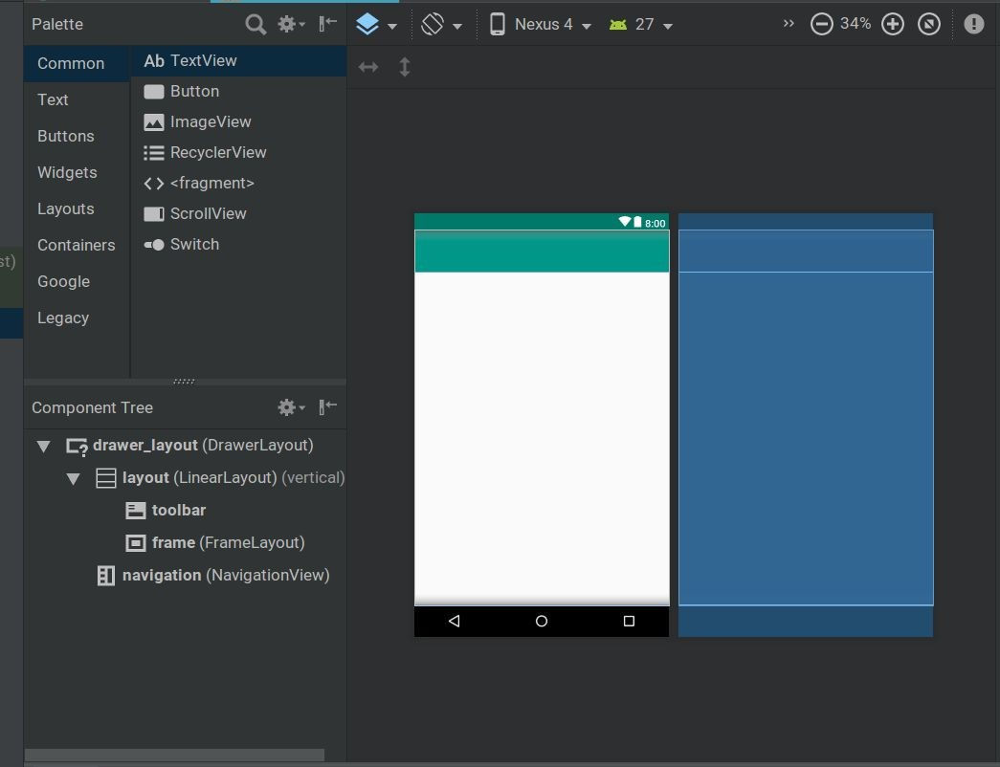 Palette
Nexus 4
27
34%
Common
Text
Buttons
Widgets
Layouts
Containers
Google
Legacy
Ab TextView
Button
ImageView
RecyclerView
<fragment>
ScrollView
Switch
st)
8:00
Component Tree
drawer_layout (DrawerLayout)
layout (LinearLayout) (vertical)
toolbar
frame (FrameLayout)
navigation (NavigationView)